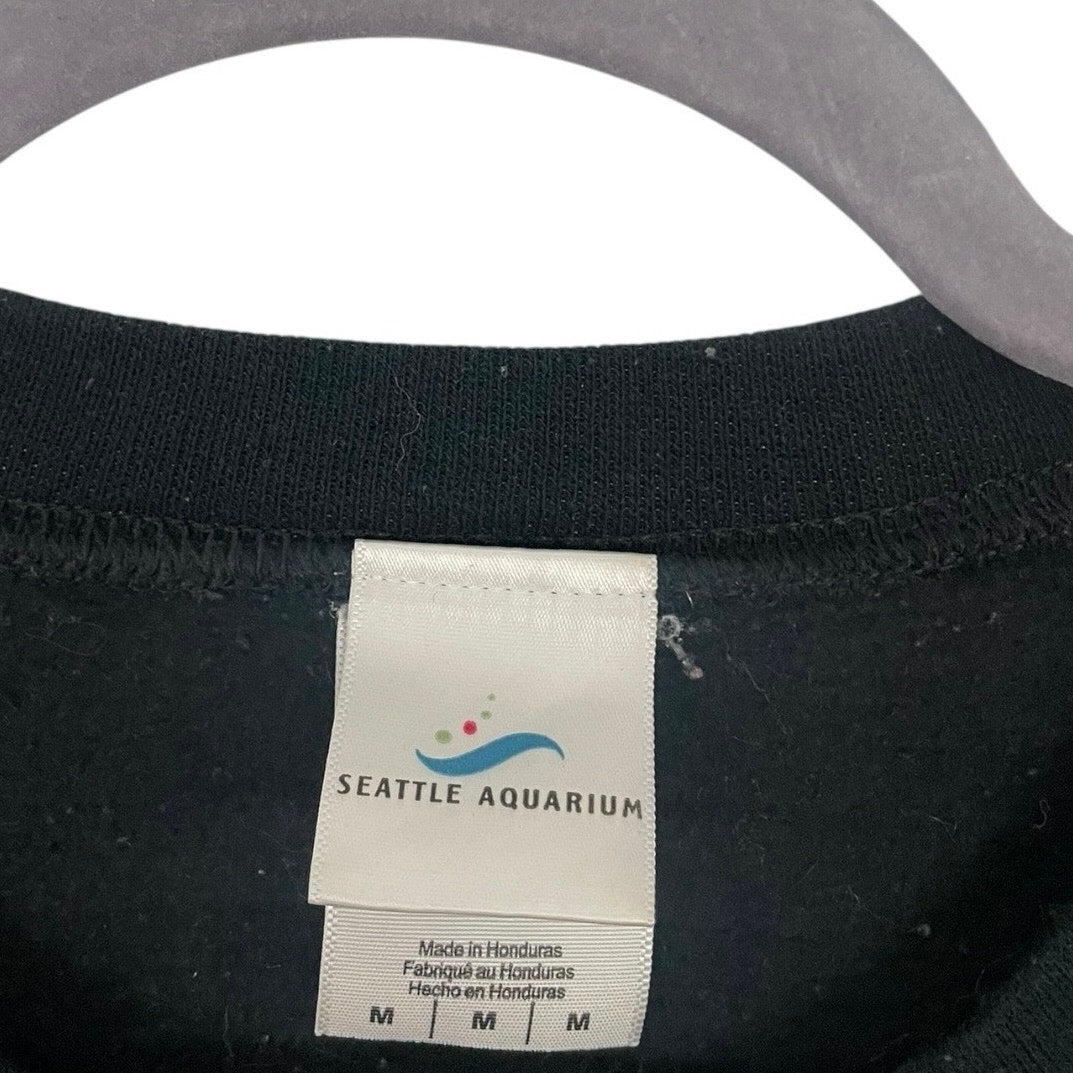 SEATTLE AQUARIUM
Made in Honduras
Fabriqué au Honduras
Hecho en Honduras
M | M | M